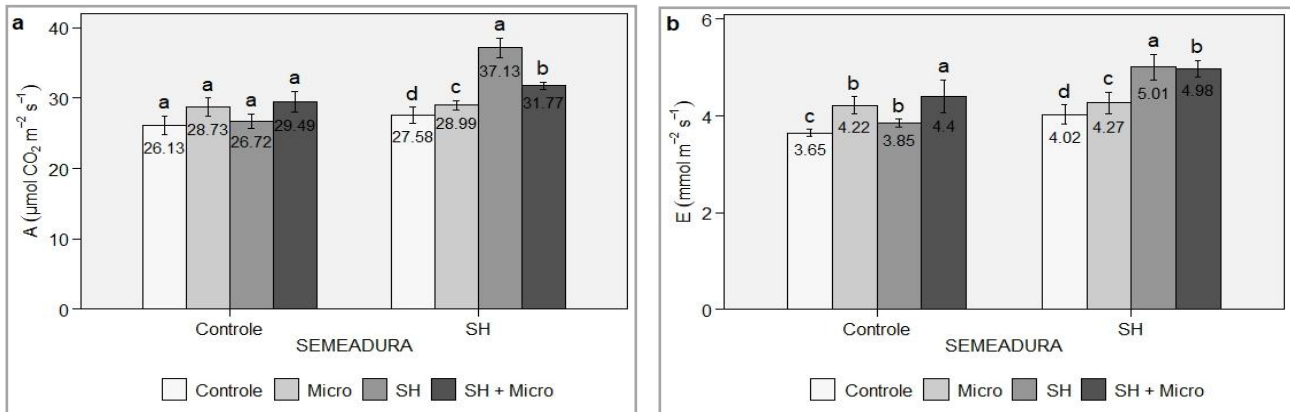 a
A (µmol CO₂ m⁻² s⁻¹)
40
30
20
10
0
a
a
a
a
26.13
28.73
26.72
29.49
d
c
a
b
27.58
28.99
37.13
31.77
Controle
SH
SEMEADURA
Controle Micro SH SH + Micro
b
E (mmol m⁻² s⁻¹)
6
4
2
0
c
b
b
a
3.65
4.22
3.85
4.4
d
c
a
b
4.02
4.27
5.01
4.98
Controle
SH
SEMEADURA
Controle Micro SH SH + Micro